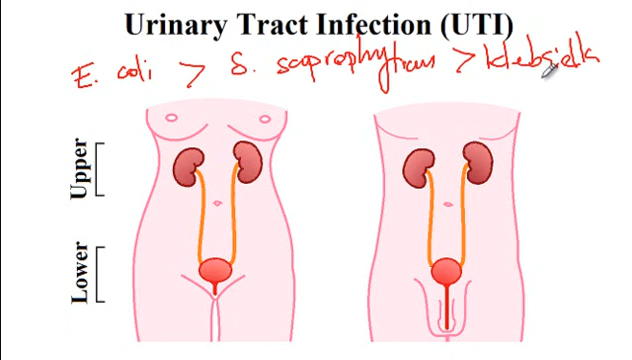 Urinary Tract Infection (UTI)
E. coli > S. saprophyticus > klebsiella
Upper
Lower